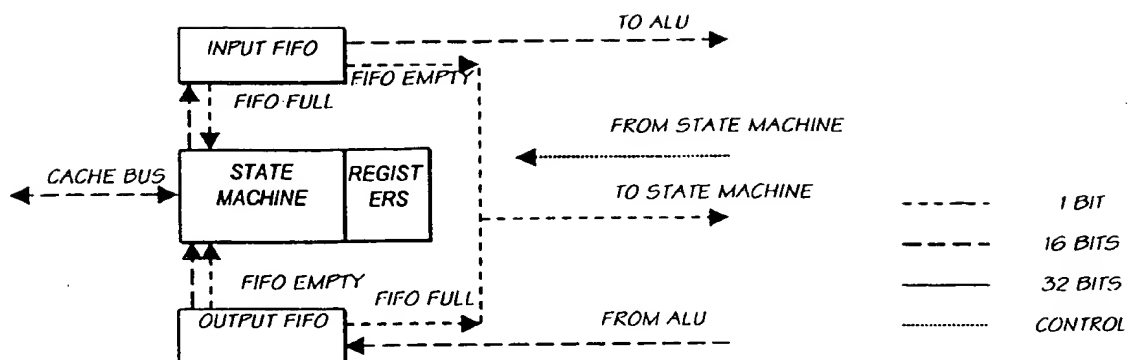 TO ALU
INPUT FIFO
FIFO EMPTY
FIFO FULL
FROM STATE MACHINE
CACHE BUS
STATE
MACHINE
REGIST
ERS
TO STATE MACHINE
1 BIT
16 BITS
FIFO EMPTY
FIFO FULL
32 BITS
OUTPUT FIFO
FROM ALU
CONTROL